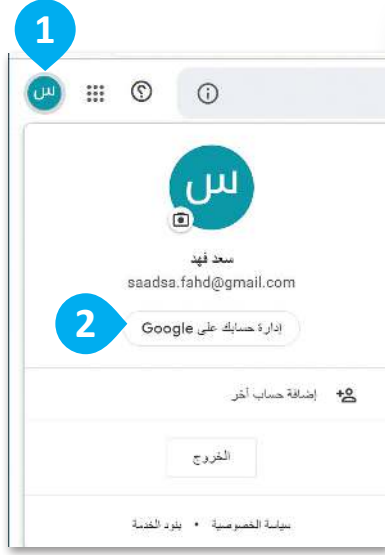 1
س
س
سعد فهد
saadsa.fahd@gmail.com
2
إدارة حسابك على Google
إضافة حساب آخر
الخروج
سياسة الخصوصية • بنود الخدمة